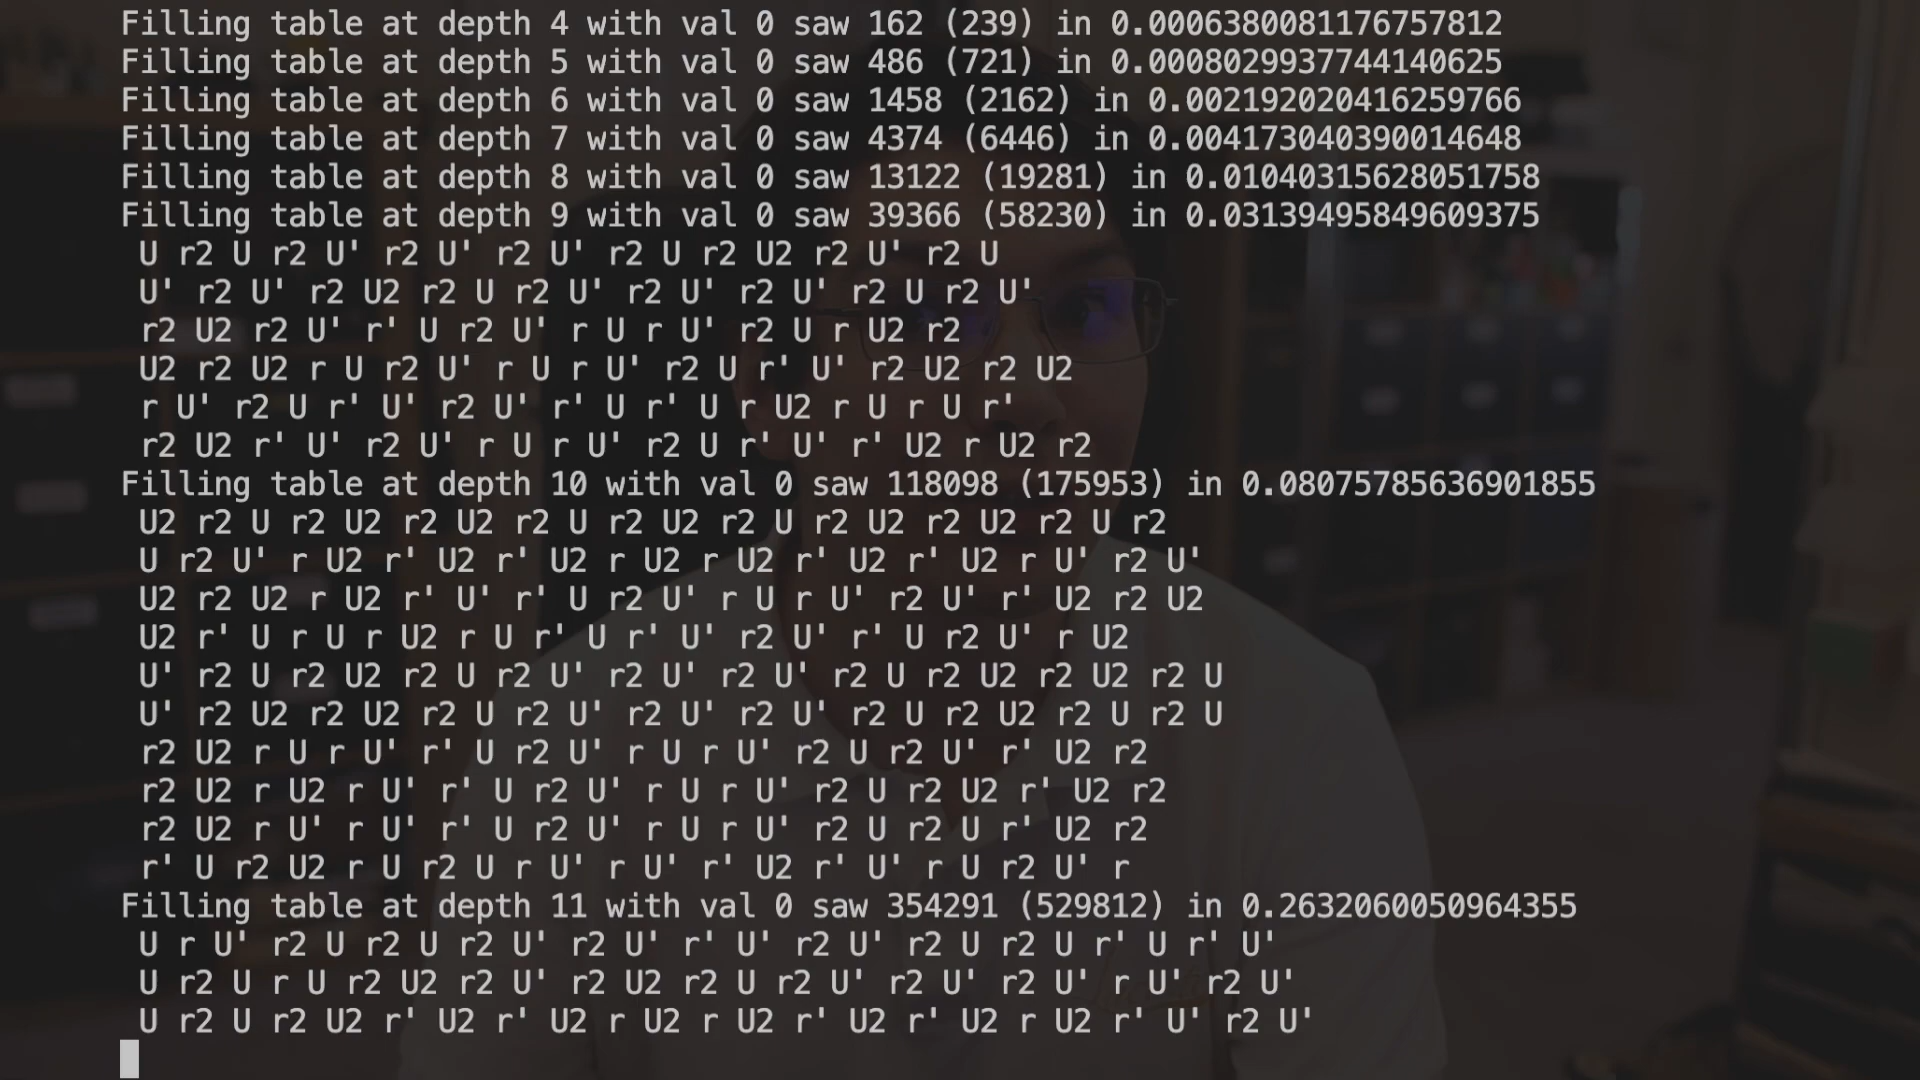 Filling table at depth 4 with val 0 saw 162 (239) in 0.0006380081176757812
Filling table at depth 5 with val 0 saw 486 (721) in 0.0008029937744140625
Filling table at depth 6 with val 0 saw 1458 (2162) in 0.002192020416259766
Filling table at depth 7 with val 0 saw 4374 (6446) in 0.004173040390014648
Filling table at depth 8 with val 0 saw 13122 (19281) in 0.01040315628051758
Filling table at depth 9 with val 0 saw 39366 (58230) in 0.031394958496093​75
U r2 U r2 U' r2 U' r2 U' r2 U r2 U2 r2 U' r2 U
U' r2 U' r2 U2 r2 U r2 U' r2 U' r2 U' r2 U r2 U'
r2 U2 r2 U' r' U r2 U' r U r U' r2 U r U2 r2
U2 r2 U2 r U r2 U' r U r U' r2 U r' U' r2 U2 r2 U2
r U' r2 U r' U' r2 U' r' U r' U r U2 r U r U r'
r2 U2 r' U' r2 U' r U r U' r2 U r' U' r' U2 r U2 r2
Filling table at depth 10 with val 0 saw 118098 (175953) in 0.08075785636901855
U2 r2 U r2 U2 r2 U2 r2 U r2 U2 r2 U r2 U2 r2 U2 r2 U r2
U r2 U' r U2 r' U2 r' U2 r U2 r U2 r' U2 r' U2 r U' r2 U'
U2 r2 U2 r U2 r' U' r' U r2 U' r U r U' r2 U' r' U2 r2 U2
U2 r' U r U r U2 r U r' U r' U' r2 U' r' U r2 U' r U2
U' r2 U r2 U2 r2 U r2 U' r2 U' r2 U' r2 U r2 U2 r2 U2 r2 U
U' r2 U2 r2 U2 r2 U r2 U' r2 U' r2 U' r2 U r2 U2 r2 U r2 U
r2 U2 r U r U' r' U r2 U' r U r U' r2 U r2 U' r' U2 r2
r2 U2 r U2 r U' r' U r2 U' r U r U' r2 U r2 U2 r' U2 r2
r2 U2 r U' r U' r' U r2 U' r U r U' r2 U r2 U r' U2 r2
r' U r2 U2 r U r2 U r U' r U' r' U2 r' U' r U r2 U' r
Filling table at depth 11 with val 0 saw 354291 (529812) in 0.2632060050964355
U r U' r2 U r2 U r2 U' r2 U' r' U' r2 U' r2 U r2 U r' U r' U'
U r2 U r U r2 U2 r2 U' r2 U2 r2 U r2 U' r2 U' r2 U' r U' r2 U'
U r2 U r2 U2 r' U2 r' U2 r U2 r U2 r' U2 r' U2 r U2 r' U' r2 U'